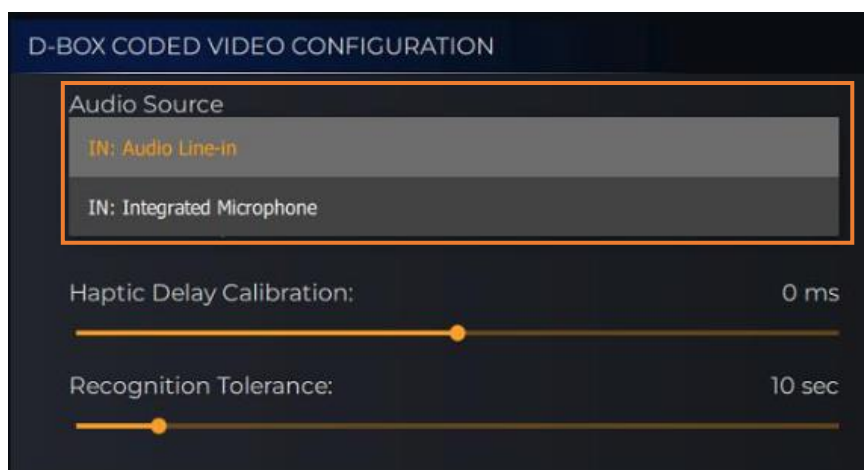 D-BOX CODED VIDEO CONFIGURATION
Audio Source
IN: Audio Line-in
IN: Integrated Microphone
Haptic Delay Calibration: 0 ms
Recognition Tolerance: 10 sec